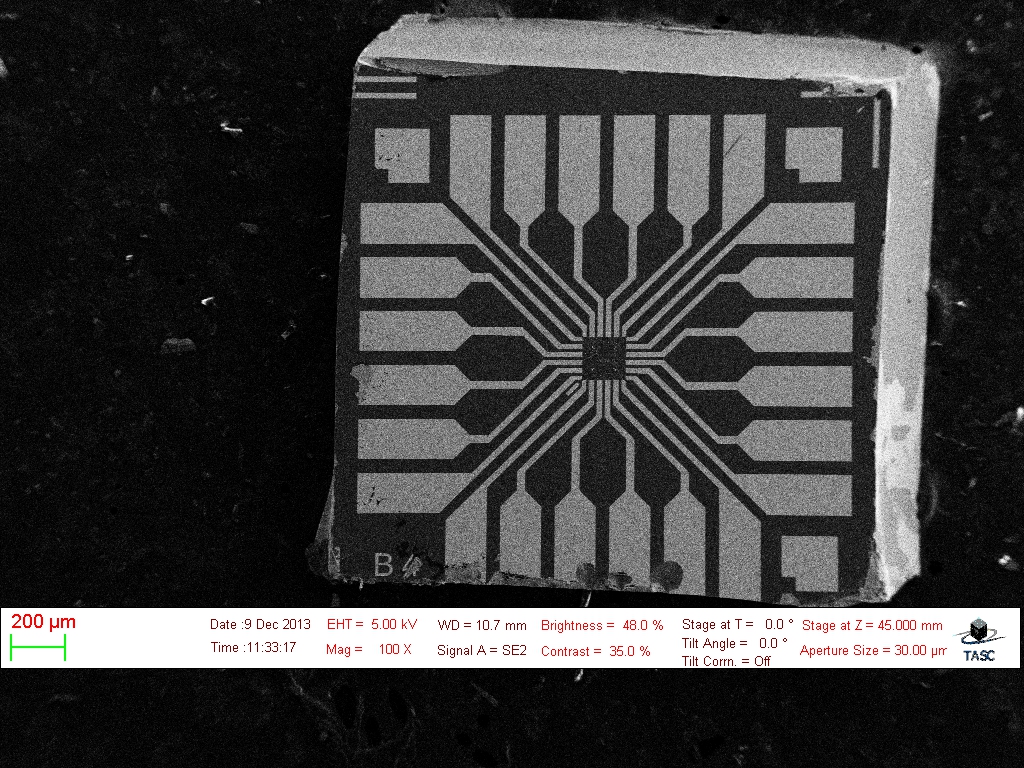 B4
200 µm
Date :9 Dec 2013 EHT = 5.00 kV WD = 10.7 mm Brightness = 48.0 % Stage at T = 0.0 ° Stage at Z = 45.000 mm
Time :11:33:17 Mag = 100 X Signal A = SE2 Contrast = 35.0 % Tilt Angle = 0.0 ° Aperture Size = 30.00 µm
Tilt Corrn. = Off
TASC